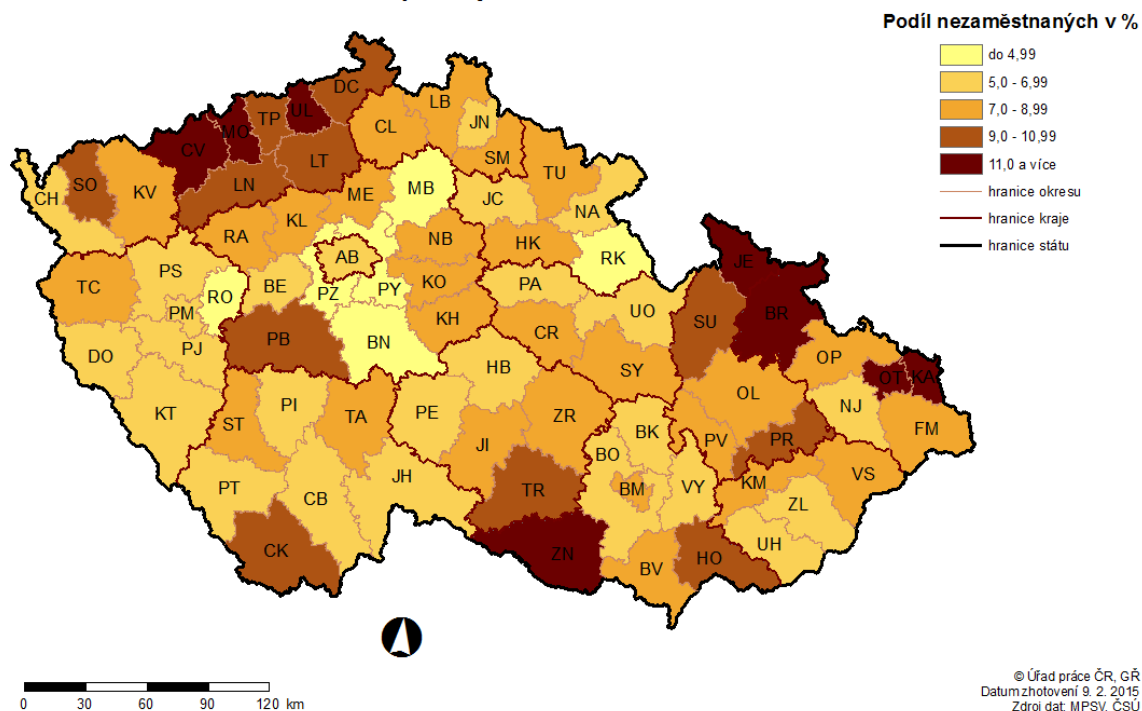 Podíl nezaměstnaných v %
do 4,99
5,0 - 6,99
7,0 - 8,99
9,0 - 10,99
11,0 a více
hranice okresu
hranice kraje
hranice státu
DC
LB
UL
TP
MO
JN
CL
CV
LT
SM
TU
SO
LN
MB
ME
KV
CH
JC
NA
KL
RA
NB
HK
RK
AB
JE
PS
TC
RO
BE
PZ
PY
KO
PA
PM
KH
UO
BR
SU
CR
PB
BN
DO
PJ
OP
HB
SY
OT
KA
KT
PI
OL
NJ
ST
TA
PE
ZR
FM
BK
PV
PR
JI
BO
VS
JH
PT
CB
TR
BM
VY
KM
ZL
CK
ZN
HO
UH
BV
0 30 60 90 120 km
© Úřad práce ČR, GŘ
Datum zhotovení 9. 2. 2015
Zdroj dat: MPSV, ČSÚ